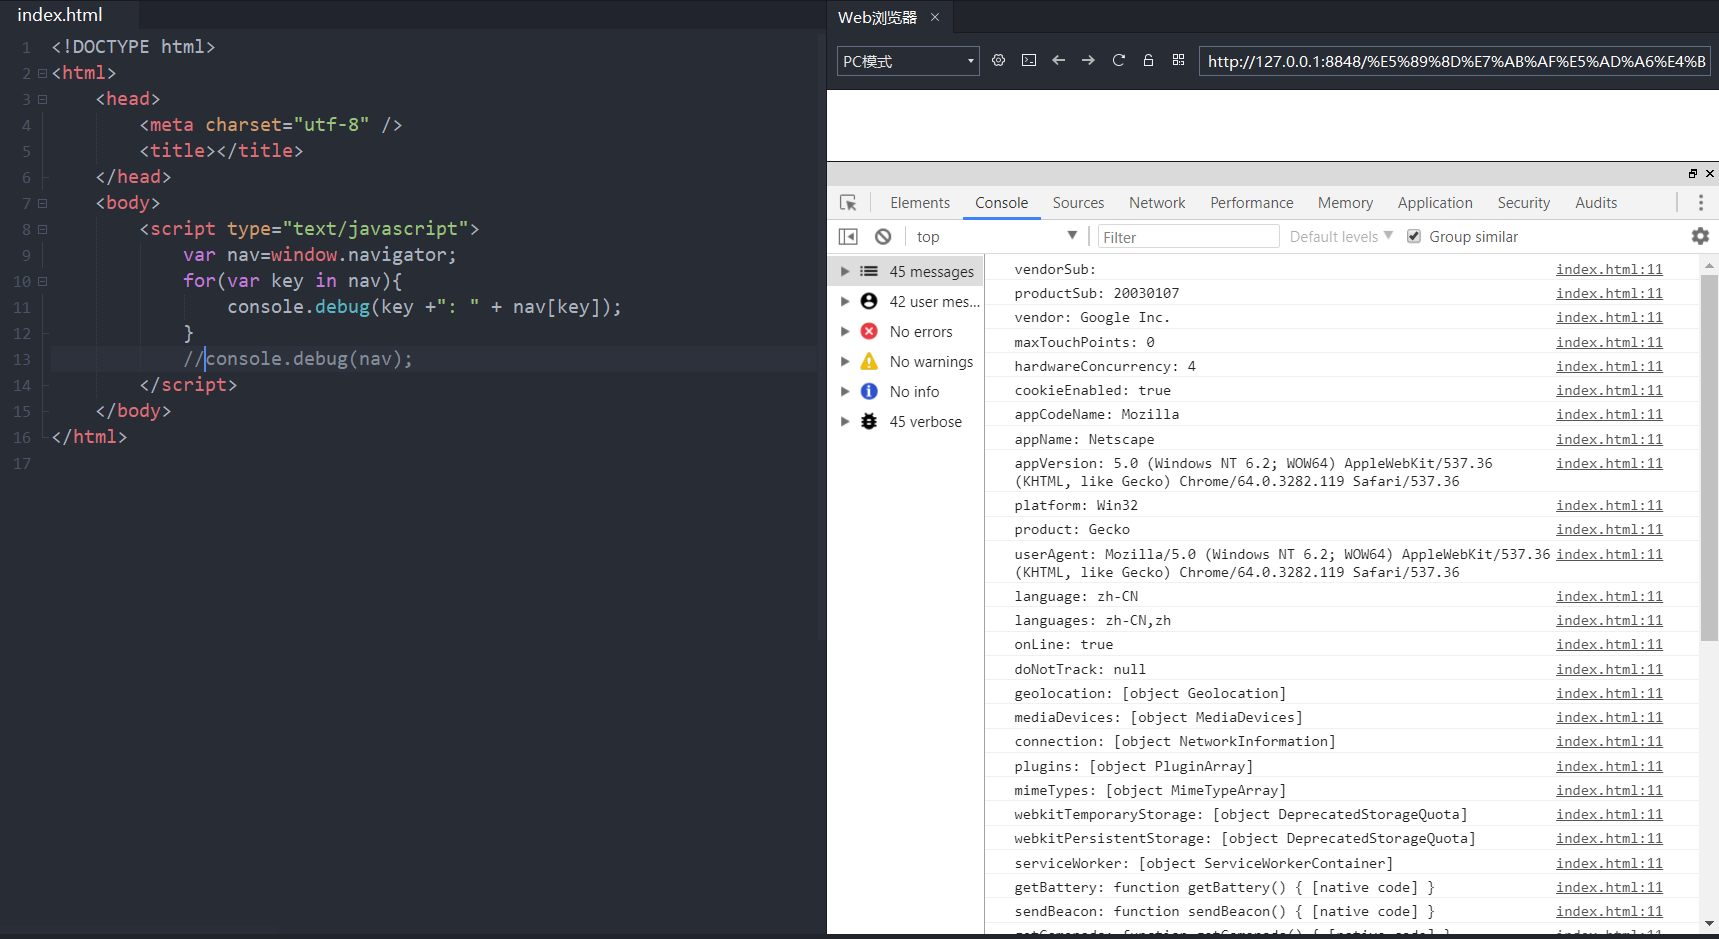 index.html
1 <!DOCTYPE html>
2 <html>
3 <head>
4 <meta charset="utf-8" />
5 <title></title>
6 </head>
7 <body>
8 <script type="text/javascript">
9 var nav=window.navigator;
10 for(var key in nav){
11 console.debug(key +": " + nav[key]);
12 }
13 //console.debug(nav);
14 </script>
15 </body>
16 </html>
17
Web浏览器
PC模式 http://127.0.0.1:8848/%E5%89%8D%E7%AB%AF%E5%AD%A6%E4%B
Elements Console Sources Network Performance Memory Application Security Audits
top Filter Default levels Group similar
45 messages
42 user mes...
No errors
No warnings
No info
45 verbose
vendorSub: index.html:11
productSub: 20030107 index.html:11
vendor: Google Inc. index.html:11
maxTouchPoints: 0 index.html:11
hardwareConcurrency: 4 index.html:11
cookieEnabled: true index.html:11
appCodeName: Mozilla index.html:11
appName: Netscape index.html:11
appVersion: 5.0 (Windows NT 6.2; WOW64) AppleWebKit/537.36 index.html:11
(KHTML, like Gecko) Chrome/64.0.3282.119 Safari/537.36
platform: Win32 index.html:11
product: Gecko index.html:11
userAgent: Mozilla/5.0 (Windows NT 6.2; WOW64) AppleWebKit/537.36 index.html:11
(KHTML, like Gecko) Chrome/64.0.3282.119 Safari/537.36
language: zh-CN index.html:11
languages: zh-CN,zh index.html:11
onLine: true index.html:11
doNotTrack: null index.html:11
geolocation: [object Geolocation] index.html:11
mediaDevices: [object MediaDevices] index.html:11
connection: [object NetworkInformation] index.html:11
plugins: [object PluginArray] index.html:11
mimeTypes: [object MimeTypeArray] index.html:11
webkitTemporaryStorage: [object DeprecatedStorageQuota] index.html:11
webkitPersistentStorage: [object DeprecatedStorageQuota] index.html:11
serviceWorker: [object ServiceWorkerContainer] index.html:11
getBattery: function getBattery() { [native code] } index.html:11
sendBeacon: function sendBeacon() { [native code] } index.html:11
getGamepads: function getGamepads() { [native code] } index.html:11